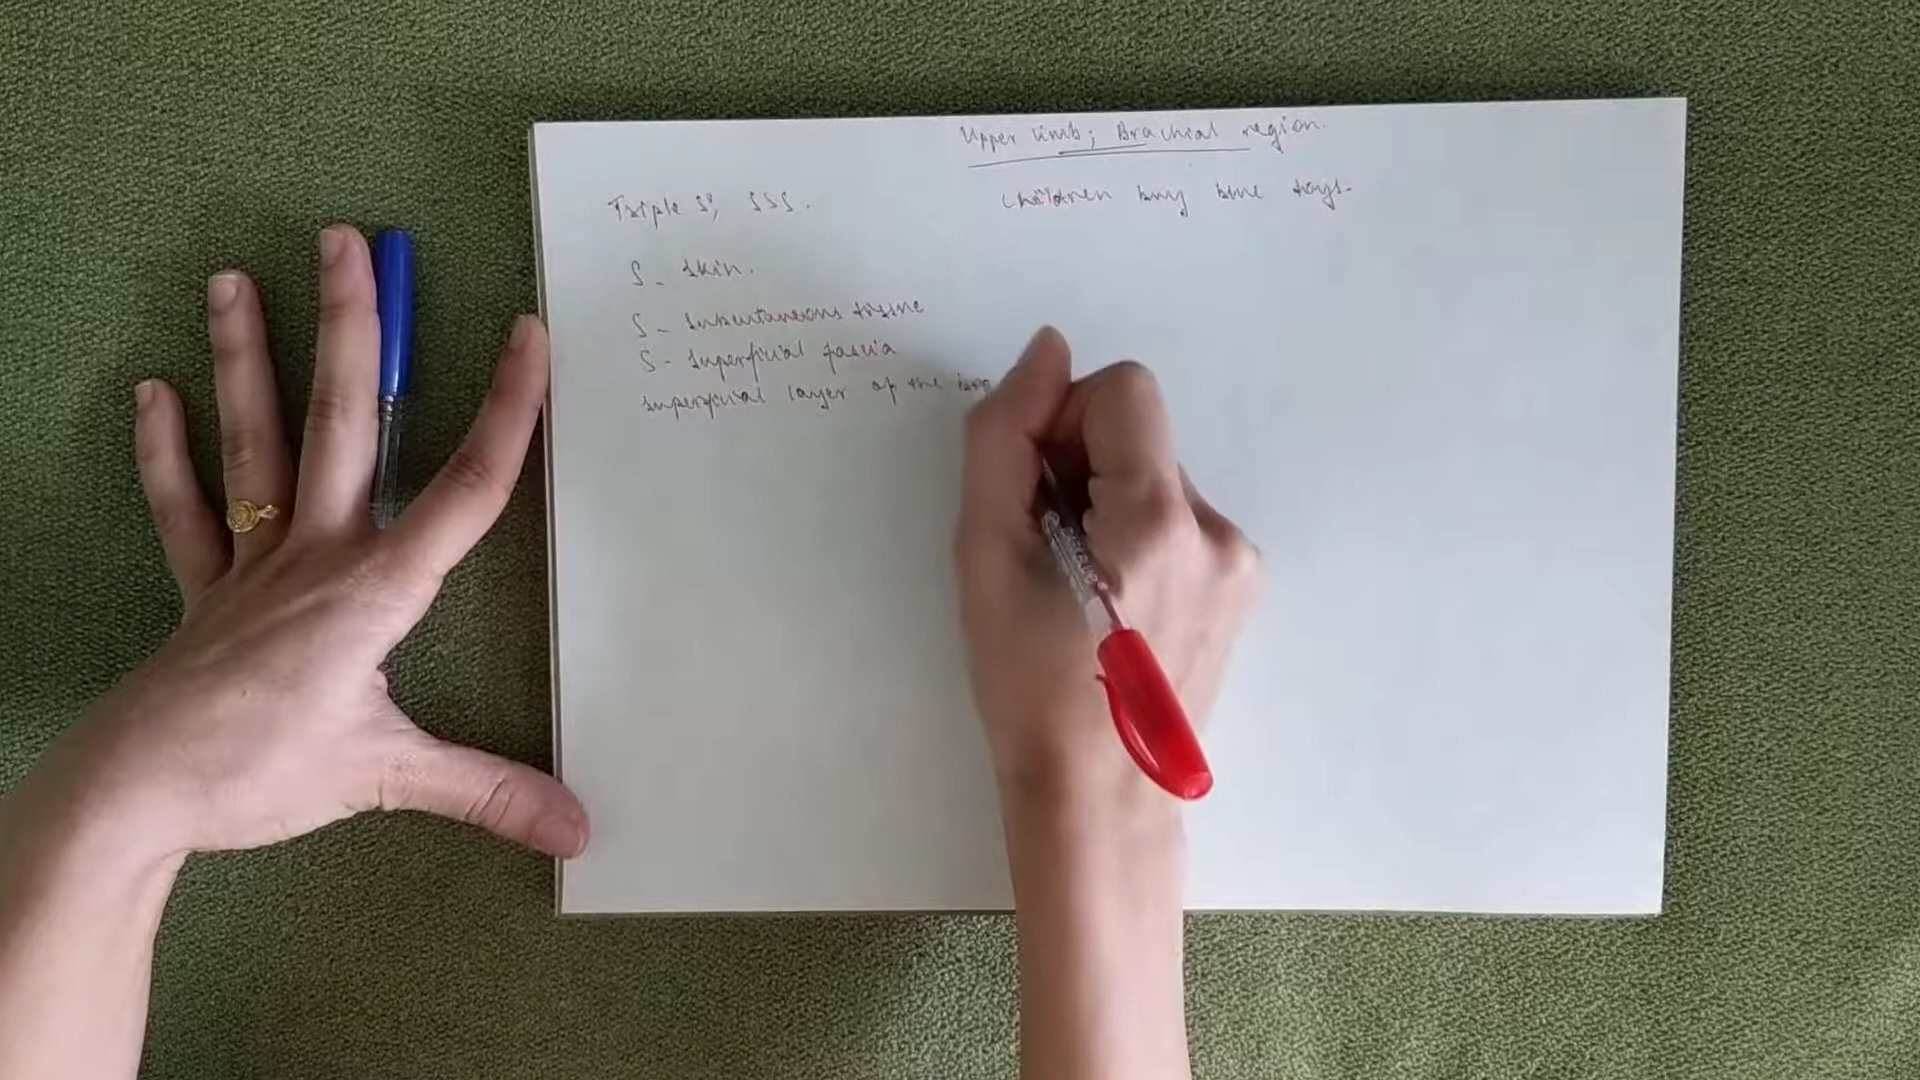 Upper limb; Brachial region.
Triple S', SSS.
Children buy blue toys.
S - skin.
S - Subcutaneous tissue
S - Superficial fascia
superficial layer of the